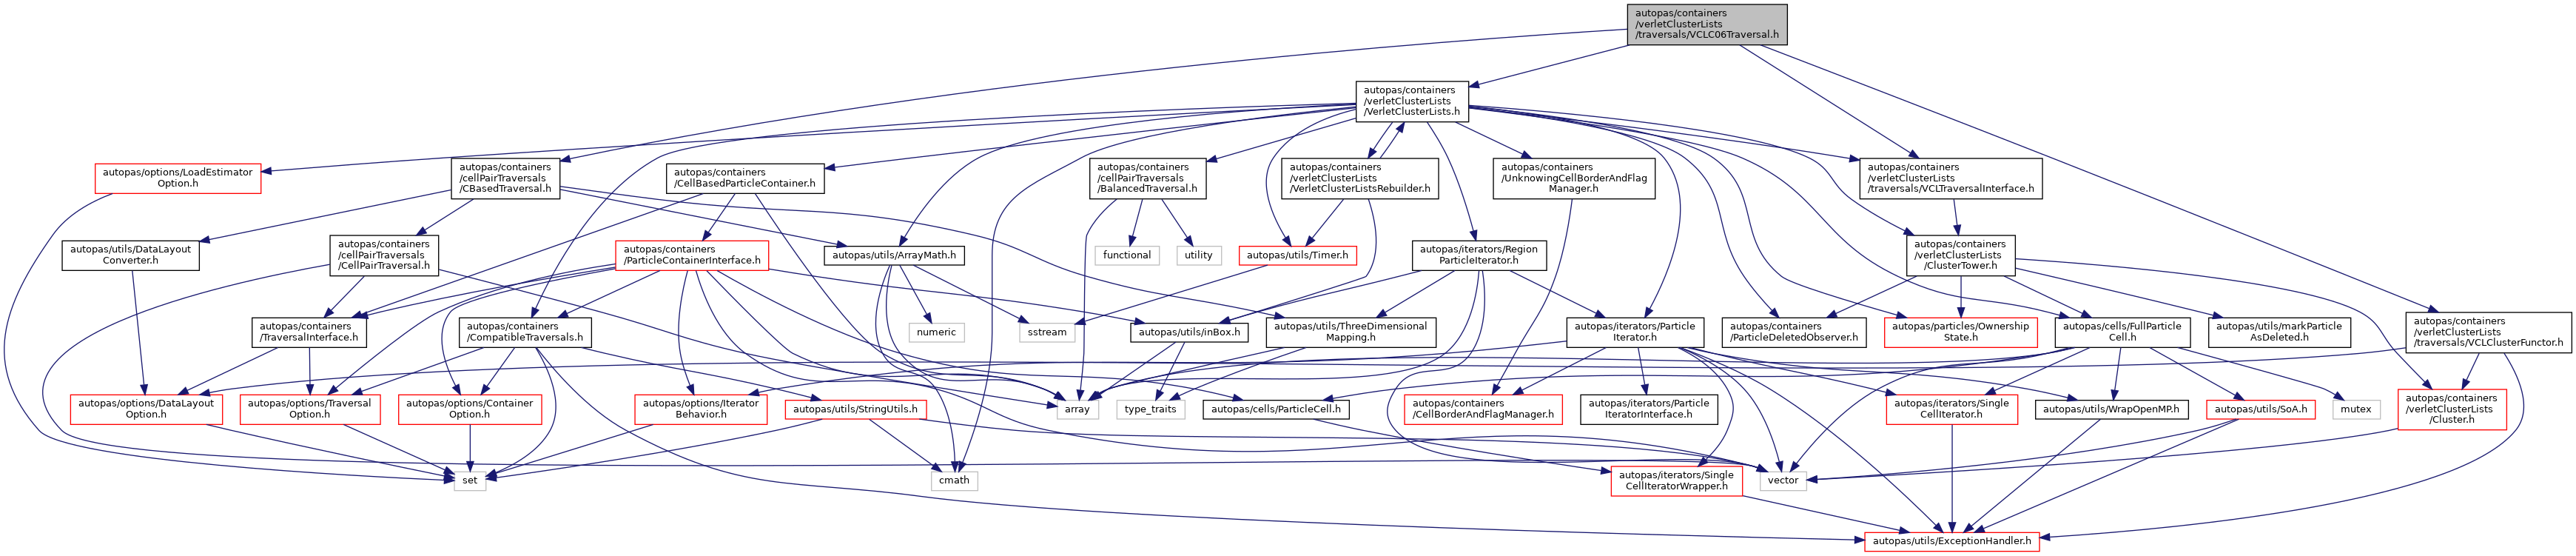 autopas/containers
/verletClusterLists
/traversals/VCLC06Traversal.h
autopas/containers
/verletClusterLists
/VerletClusterLists.h
autopas/options/LoadEstimator
Option.h
autopas/containers
/cellPairTraversals
/CBasedTraversal.h
autopas/containers
/CellBasedParticleContainer.h
autopas/containers
/cellPairTraversals
/BalancedTraversal.h
autopas/containers
/verletClusterLists
/VerletClusterListsRebuilder.h
autopas/containers
/UnknowingCellBorderAndFlag
Manager.h
autopas/containers
/verletClusterLists
/traversals/VCLTraversalInterface.h
autopas/utils/DataLayout
Converter.h
autopas/containers
/cellPairTraversals
/CellPairTraversal.h
autopas/containers
/ParticleContainerInterface.h
autopas/utils/ArrayMath.h
functional
utility
autopas/utils/Timer.h
autopas/iterators/Region
ParticleIterator.h
autopas/containers
/verletClusterLists
/ClusterTower.h
autopas/containers
/TraversalInterface.h
autopas/containers
/CompatibleTraversals.h
numeric
sstream
autopas/utils/inBox.h
autopas/utils/ThreeDimensional
Mapping.h
autopas/iterators/Particle
Iterator.h
autopas/containers
/ParticleDeletedObserver.h
autopas/particles/Ownership
State.h
autopas/cells/FullParticle
Cell.h
autopas/utils/markParticle
AsDeleted.h
autopas/containers
/verletClusterLists
/traversals/VCLClusterFunctor.h
autopas/options/DataLayout
Option.h
autopas/options/Traversal
Option.h
autopas/options/Container
Option.h
autopas/options/Iterator
Behavior.h
autopas/utils/StringUtils.h
array
type_traits
autopas/cells/ParticleCell.h
autopas/containers
/CellBorderAndFlagManager.h
autopas/iterators/Particle
IteratorInterface.h
autopas/iterators/Single
CellIterator.h
autopas/utils/WrapOpenMP.h
autopas/utils/SoA.h
mutex
autopas/containers
/verletClusterLists
/Cluster.h
set
cmath
autopas/iterators/Single
CellIteratorWrapper.h
vector
autopas/utils/ExceptionHandler.h